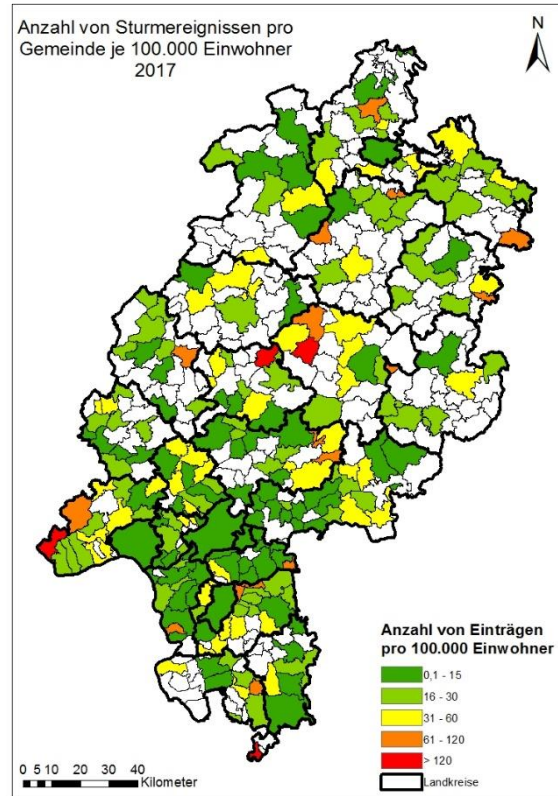 Anzahl von Sturmereignissen pro
Gemeinde je 100.000 Einwohner
2017
N
Anzahl von Einträgen
pro 100.000 Einwohner
0,1 - 15
16 - 30
31 - 60
61 - 120
> 120
Landkreise
0 5 10 20 30 40
Kilometer